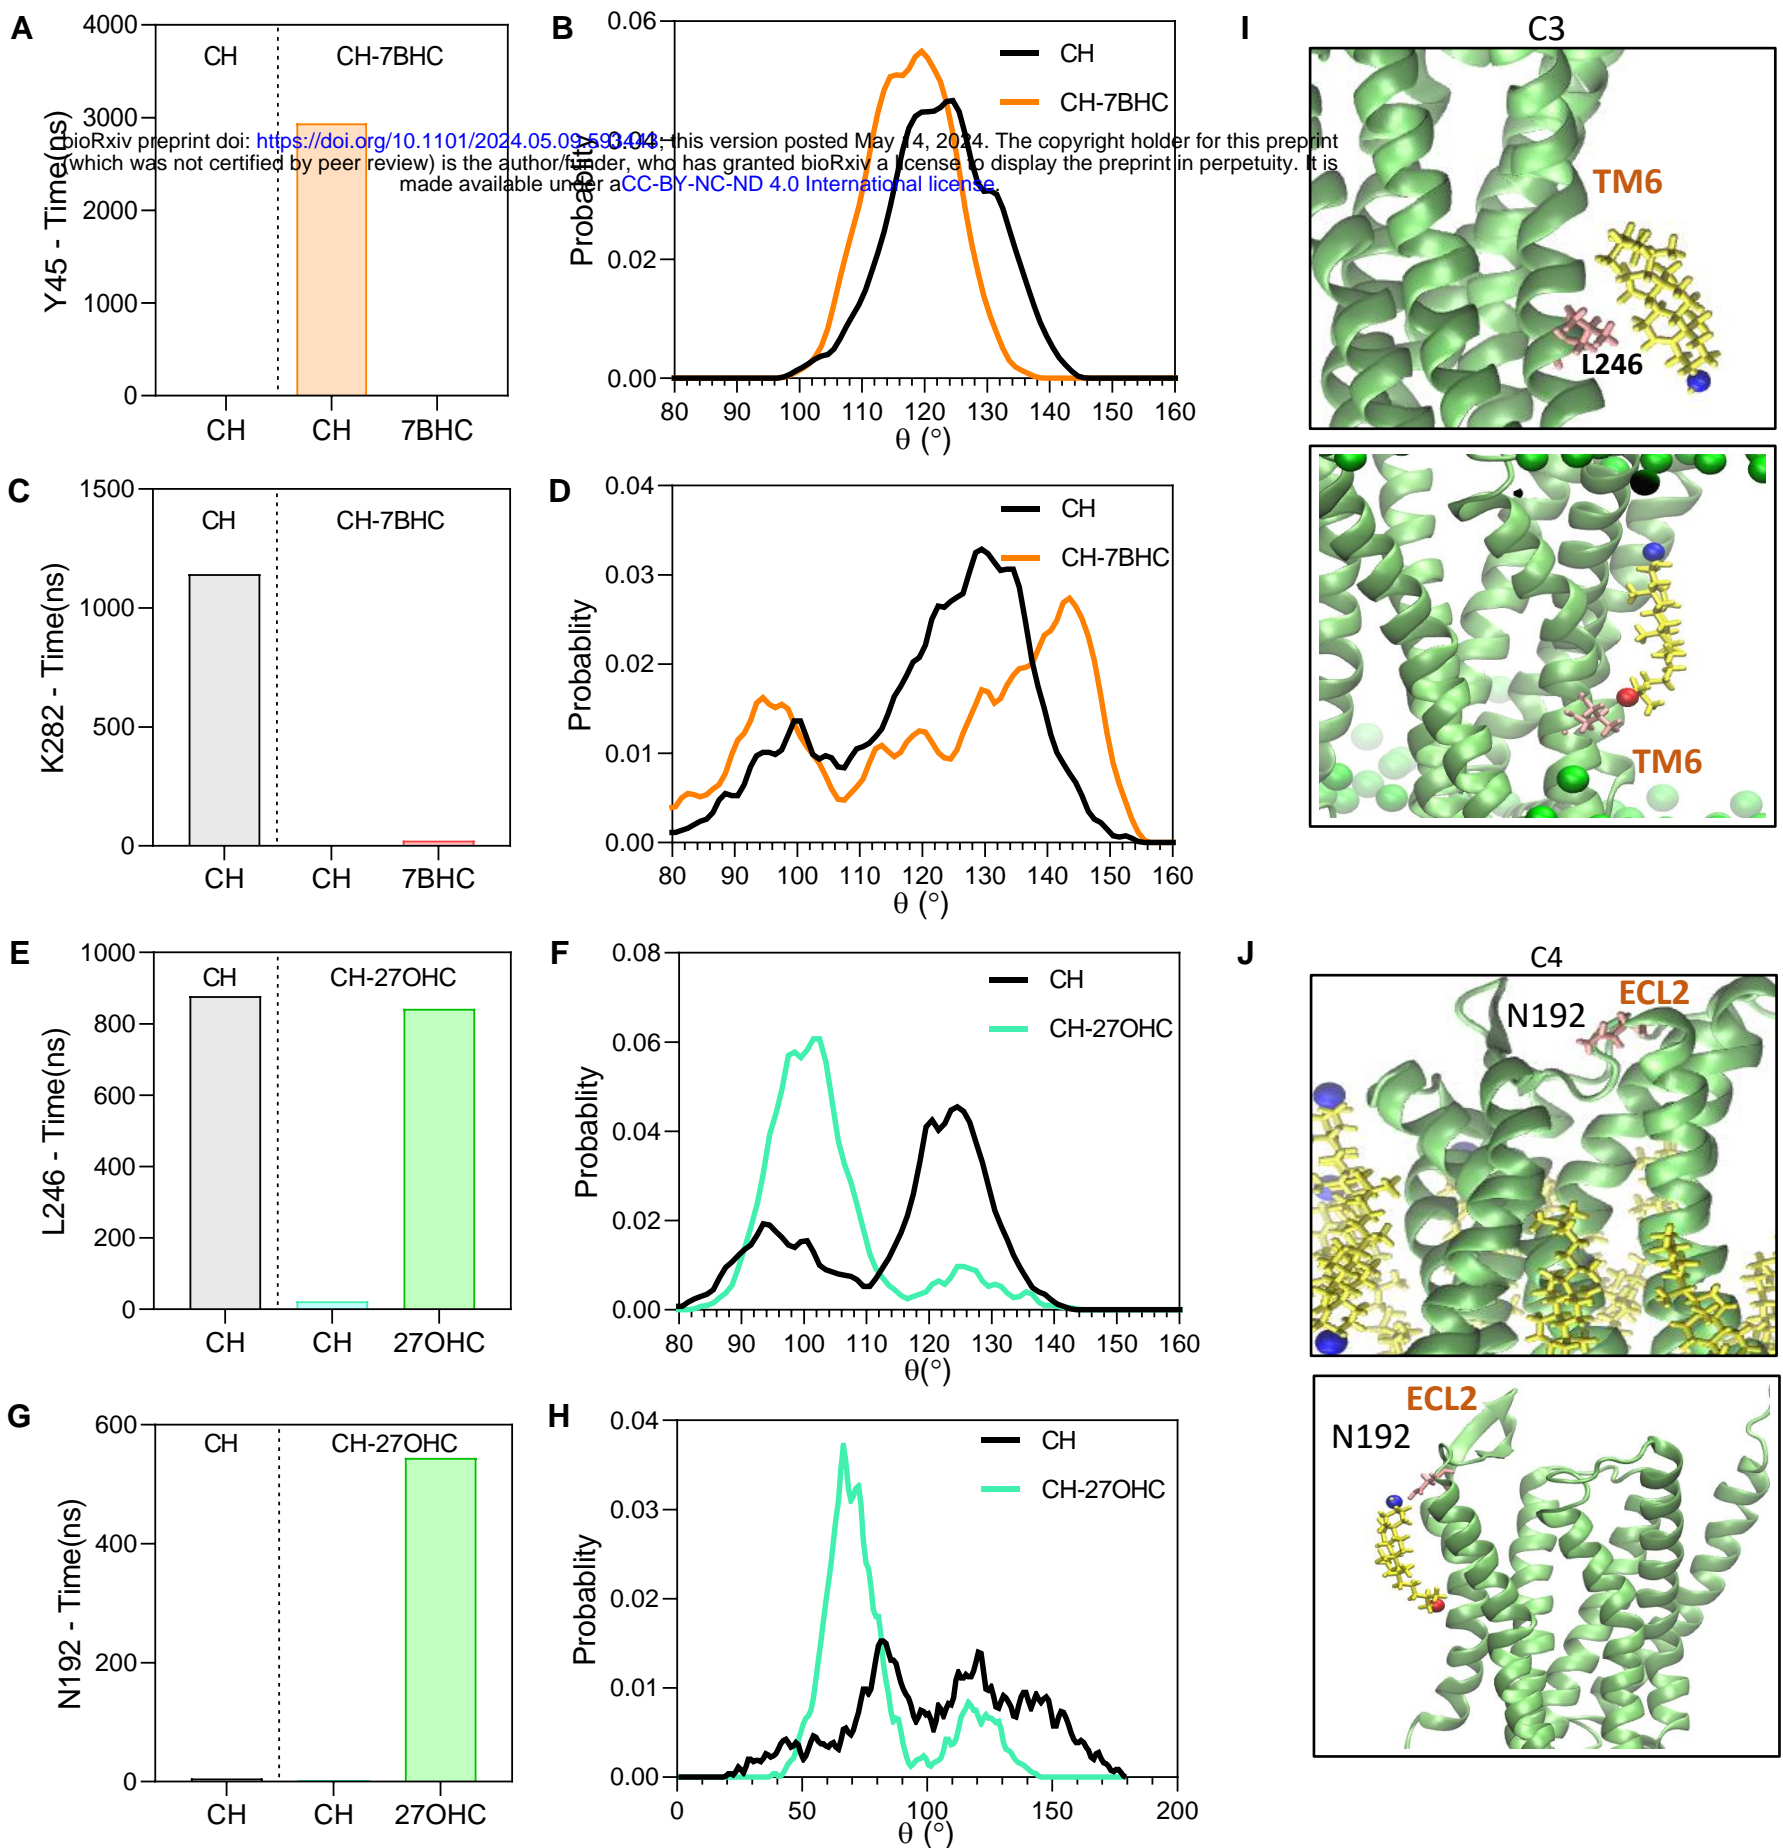 A
4000
3000
2000
1000
0
Y45 - Time(ns)
CH
CH-7BHC
CH
CH
7BHC
B
0.06
0.04
0.02
0.00
Probablity
CH
CH-7BHC
80 90 100 110 120 130 140 150 160
θ (°)
bioRxiv preprint doi: https://doi.org/10.1101/2024.05.09.593443; this version posted May 14, 2024. The copyright holder for this preprint
(which was not certified by peer review) is the author/funder, who has granted bioRxiv a license to display the preprint in perpetuity. It is
made available under aCC-BY-NC-ND 4.0 International license.
I
C3
TM6
L246
TM6
C
1500
1000
500
0
K282 - Time(ns)
CH
CH-7BHC
CH
CH
7BHC
D
0.04
0.03
0.02
0.01
0.00
Probablity
CH
CH-7BHC
80 90 100 110 120 130 140 150 160
θ (°)
E
1000
800
600
400
200
0
L246 - Time(ns)
CH
CH-27OHC
CH
CH
27OHC
F
0.08
0.06
0.04
0.02
0.00
Probablity
CH
CH-27OHC
80 90 100 110 120 130 140 150 160
θ(°)
J
C4
N192
ECL2
ECL2
N192
G
600
400
200
0
N192 - Time(ns)
CH
CH-27OHC
CH
CH
27OHC
H
0.04
0.03
0.02
0.01
0.00
Probablity
CH
CH-27OHC
0 50 100 150 200
θ (°)